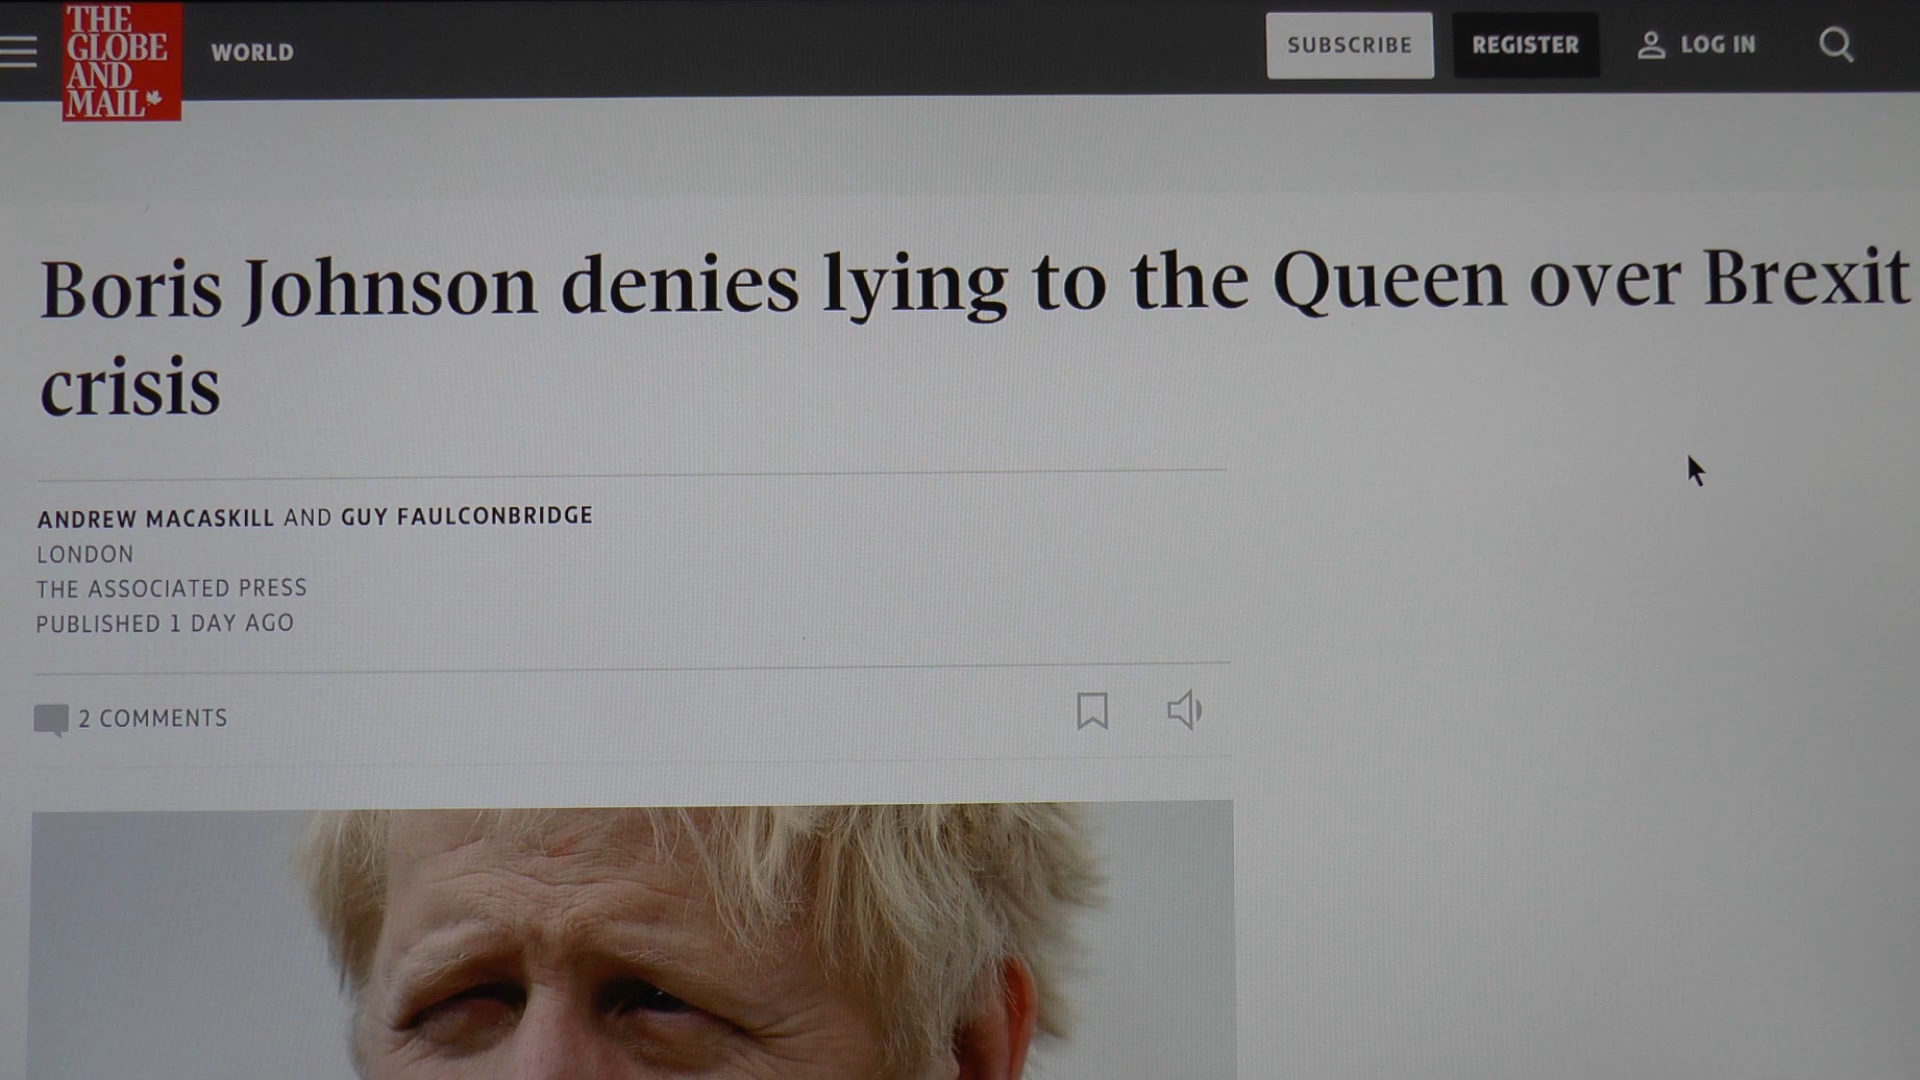 THE
GLOBE
AND
MAIL
WORLD
SUBSCRIBE
REGISTER
LOG IN
Boris Johnson denies lying to the Queen over Brexit
crisis
ANDREW MACASKILL AND GUY FAULCONBRIDGE
LONDON
THE ASSOCIATED PRESS
PUBLISHED 1 DAY AGO
2 COMMENTS